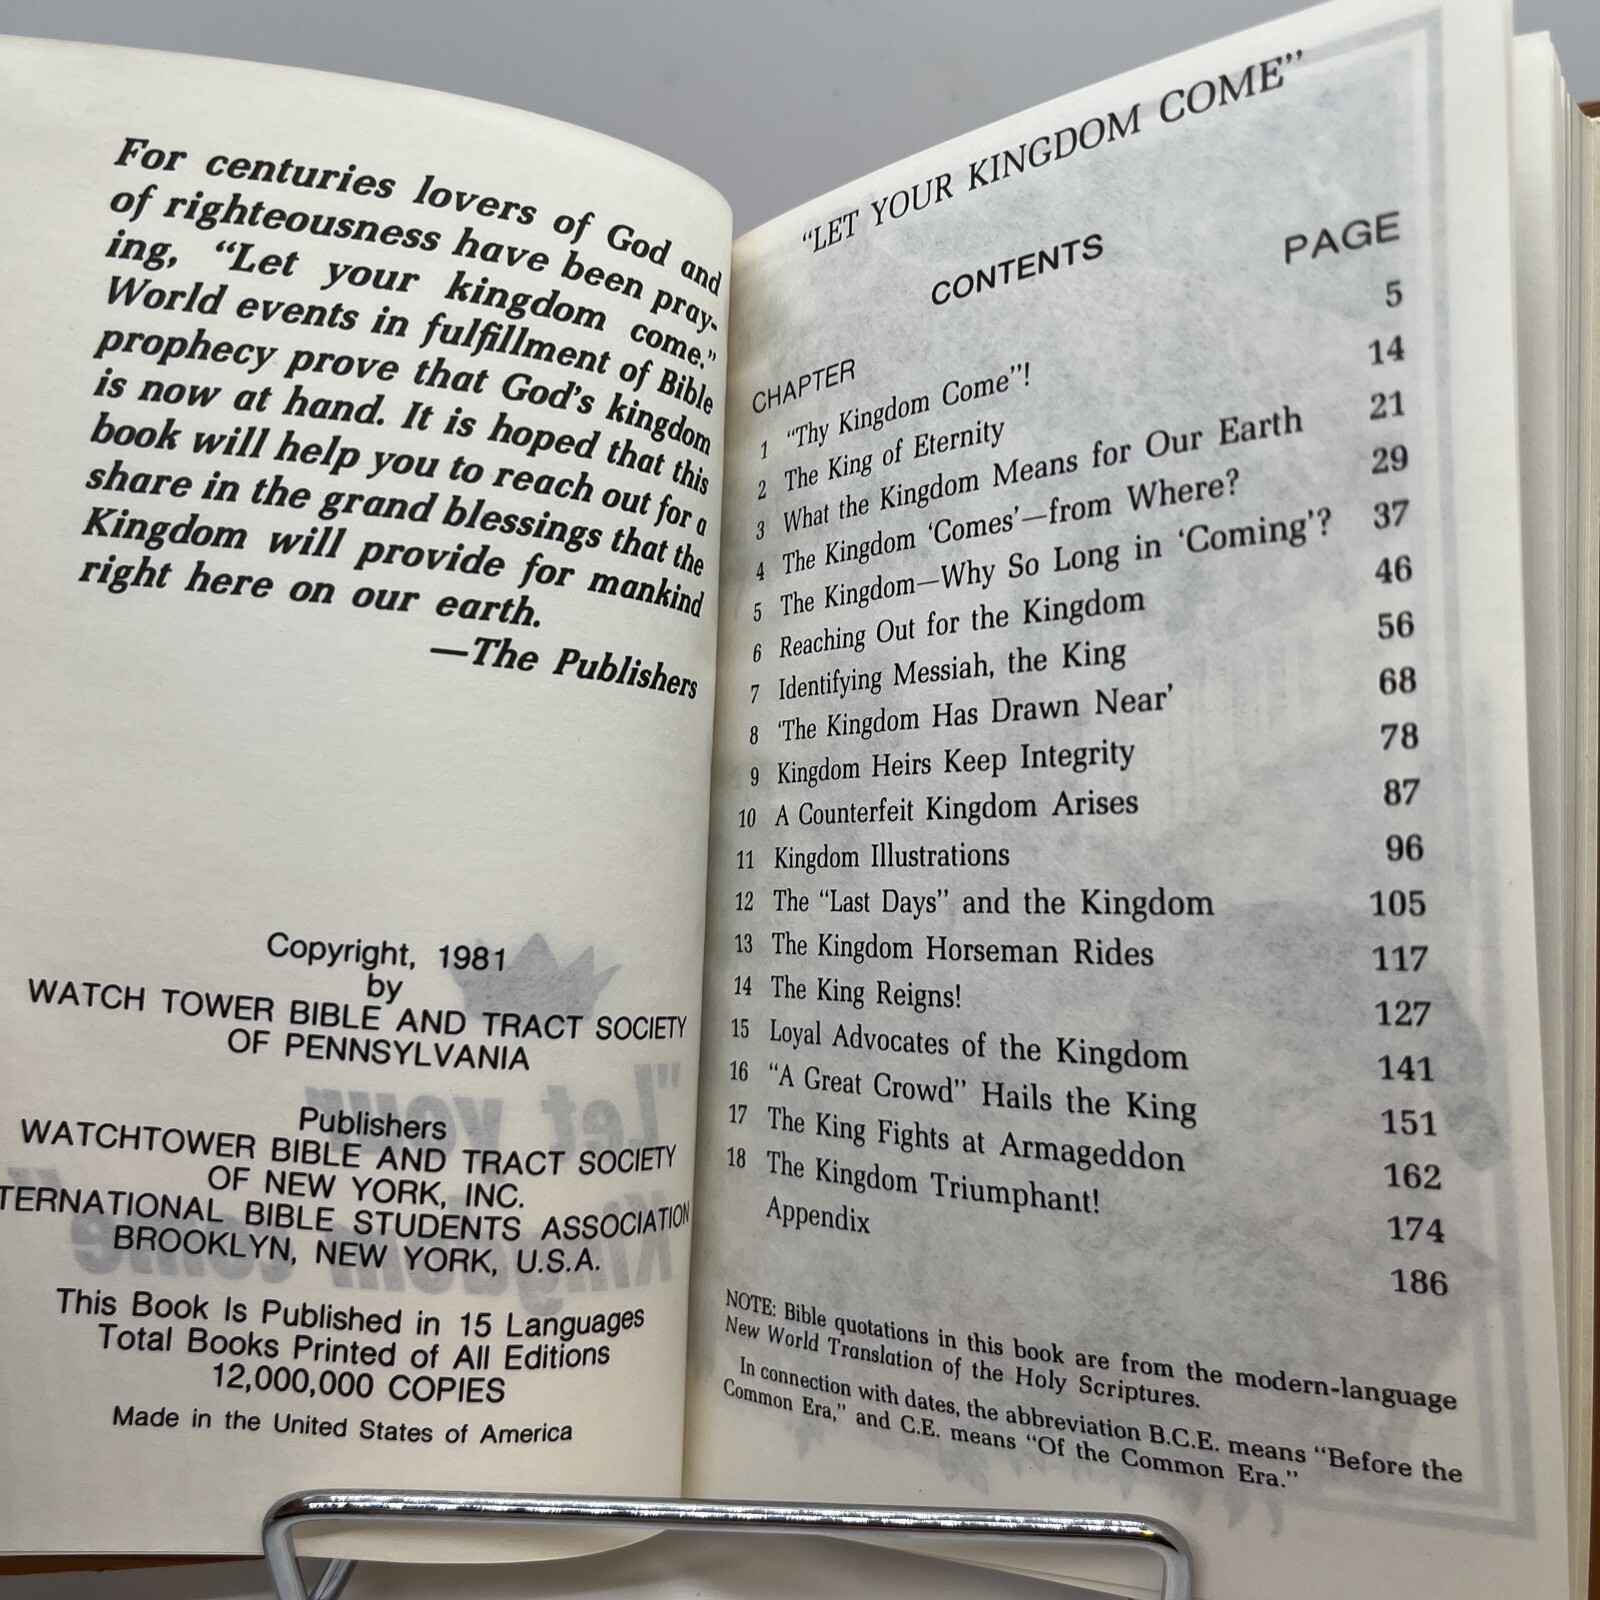 For centuries lovers of God and
of righteousness have been pray-
ing, “Let your kingdom come.”
World events in fulfillment of Bible
prophecy prove that God’s kingdom
is now at hand. It is hoped that this
book will help you to reach out for a
share in the grand blessings that the
Kingdom will provide for mankind
right here on our earth.
—The Publishers
Copyright, 1981
by
WATCH TOWER BIBLE AND TRACT SOCIETY
OF PENNSYLVANIA
Publishers
WATCHTOWER BIBLE AND TRACT SOCIETY
OF NEW YORK, INC.
TERNATIONAL BIBLE STUDENTS ASSOCIATION
BROOKLYN, NEW YORK, U.S.A.
This Book Is Published in 15 Languages
Total Books Printed of All Editions
12,000,000 COPIES
Made in the United States of America
“LET YOUR KINGDOM COME”
CONTENTS
CHAPTER PAGE
1 “Thy Kingdom Come”! 5
2 The King of Eternity 14
3 What the Kingdom Means for Our Earth 21
4 The Kingdom ‘Comes’—from Where? 29
5 The Kingdom—Why So Long in ‘Coming’? 37
6 Reaching Out for the Kingdom 46
7 Identifying Messiah, the King 56
8 ‘The Kingdom Has Drawn Near’ 68
9 Kingdom Heirs Keep Integrity 78
10 A Counterfeit Kingdom Arises 87
11 Kingdom Illustrations 96
12 The “Last Days” and the Kingdom 105
13 The Kingdom Horseman Rides 117
14 The King Reigns! 127
15 Loyal Advocates of the Kingdom 141
16 “A Great Crowd” Hails the King 151
17 The King Fights at Armageddon 162
18 The Kingdom Triumphant! 174
Appendix 186
NOTE: Bible quotations in this book are from the modern-language
New World Translation of the Holy Scriptures.
In connection with dates, the abbreviation B.C.E. means “Before the
Common Era,” and C.E. means “Of the Common Era.”